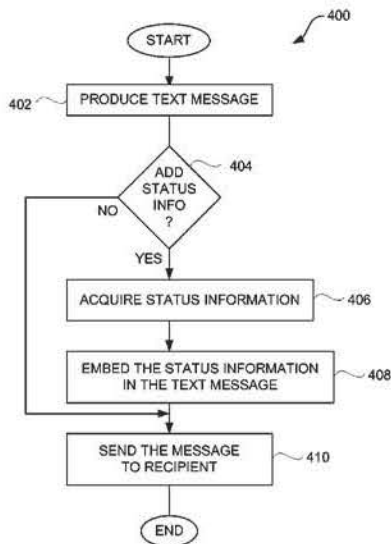 START
400
402
PRODUCE TEXT MESSAGE
404
ADD
STATUS
INFO
?
NO
YES
ACQUIRE STATUS INFORMATION
406
EMBED THE STATUS INFORMATION
IN THE TEXT MESSAGE
408
SEND THE MESSAGE
TO RECIPIENT
410
END